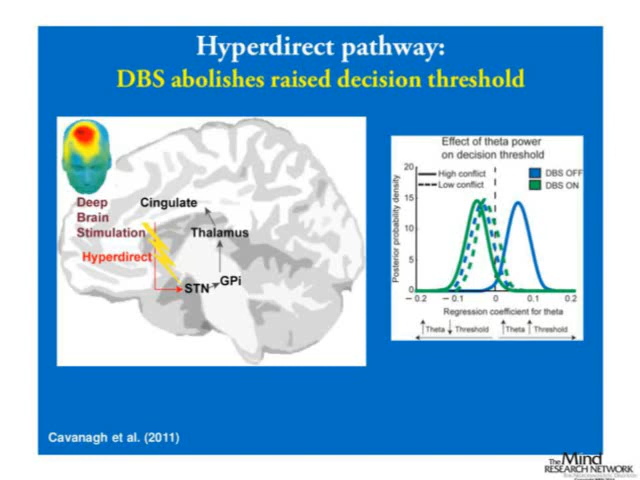 Hyperdirect pathway:
DBS abolishes raised decision threshold
Deep
Brain
Stimulation
Cingulate
Thalamus
Hyperdirect
STN
GPi
Effect of theta power
on decision threshold
High conflict
Low conflict
DBS OFF
DBS ON
Posterior probability density
20
15
10
5
0
-0.2
-0.1
0
0.1
0.2
Regression coefficient for theta
↑Theta ↓Threshold
↑Theta ↑Threshold
Cavanagh et al. (2011)
The Mind
RESEARCH NETWORK